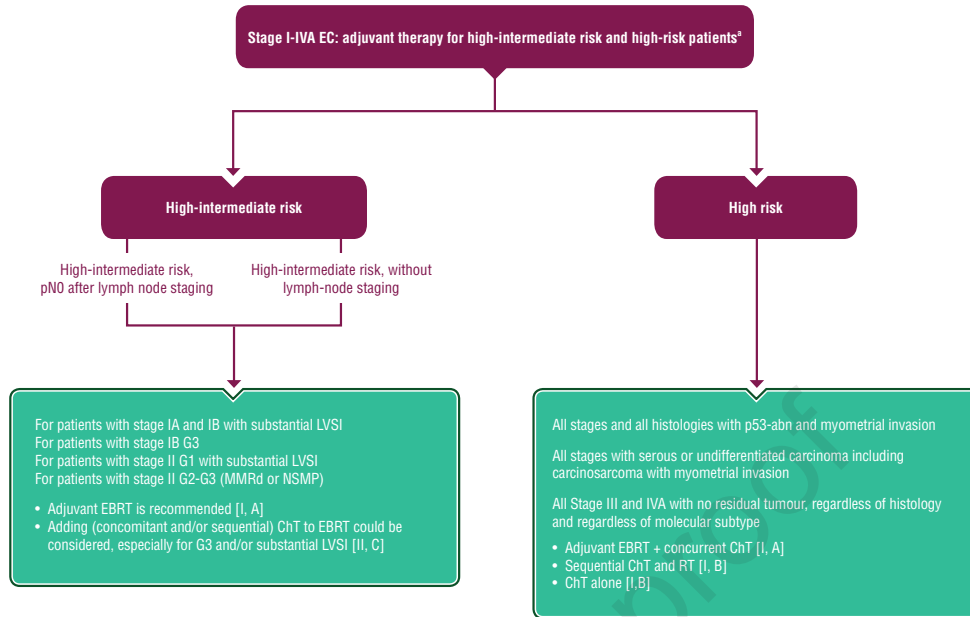 Stage I-IVA EC: adjuvant therapy for high-intermediate risk and high-risk patientsᵃ
High-intermediate risk
High risk
High-intermediate risk,
pN0 after lymph node staging
High-intermediate risk, without
lymph-node staging
For patients with stage IA and IB with substantial LVSI
For patients with stage IB G3
For patients with stage II G1 with substantial LVSI
For patients with stage II G2-G3 (MMRd or NSMP)
• Adjuvant EBRT is recommended [I, A]
• Adding (concomitant and/or sequential) ChT to EBRT could be
considered, especially for G3 and/or substantial LVSI [II, C]
All stages and all histologies with p53-abn and myometrial invasion
All stages with serous or undifferentiated carcinoma including
carcinosarcoma with myometrial invasion
All Stage III and IVA with no residual tumour, regardless of histology
and regardless of molecular subtype
• Adjuvant EBRT + concurrent ChT [I, A]
• Sequential ChT and RT [I, B]
• ChT alone [I,B]
proof